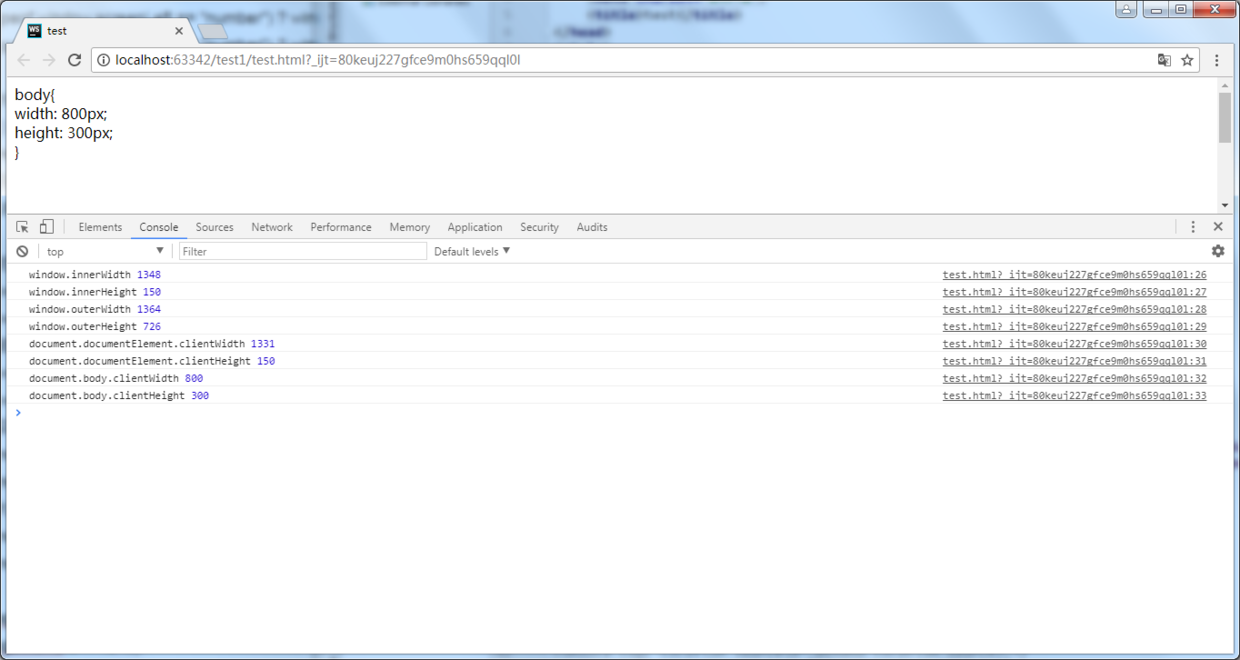 WS test
localhost:63342/test1/test.html?_ijt=80keuj227gfce9m0hs659qql0l
body{
width: 800px;
height: 300px;
}
Elements Console Sources Network Performance Memory Application Security Audits
top Filter Default levels
window.innerWidth 1348 test.html?_ijt=80keuj227gfce9m0hs659qql0l:26
window.innerHeight 150 test.html?_ijt=80keuj227gfce9m0hs659qql0l:27
window.outerWidth 1364 test.html?_ijt=80keuj227gfce9m0hs659qql0l:28
window.outerHeight 726 test.html?_ijt=80keuj227gfce9m0hs659qql0l:29
document.documentElement.clientWidth 1331 test.html?_ijt=80keuj227gfce9m0hs659qql0l:30
document.documentElement.clientHeight 150 test.html?_ijt=80keuj227gfce9m0hs659qql0l:31
document.body.clientWidth 800 test.html?_ijt=80keuj227gfce9m0hs659qql0l:32
document.body.clientHeight 300 test.html?_ijt=80keuj227gfce9m0hs659qql0l:33